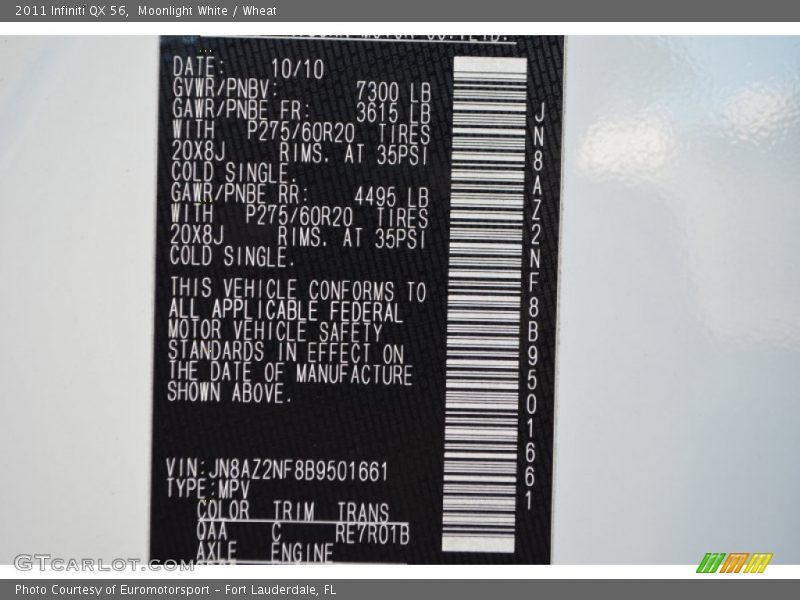 2011 Infiniti QX 56,  Moonlight White / Wheat
DATE:    10/10
GVWR/PNBV:    7300 LB
GAWR/PNBE FR:    3615 LB
WITH  P275/60R20  TIRES
20X8J    RIMS. AT 35PSI
COLD SINGLE.
GAWR/PNBE RR:    4495 LB
WITH  P275/60R20  TIRES
20X8J    RIMS. AT 35PSI
COLD SINGLE.
THIS VEHICLE CONFORMS TO
ALL APPLICABLE FEDERAL
MOTOR VEHICLE SAFETY
STANDARDS IN EFFECT ON
THE DATE OF MANUFACTURE
SHOWN ABOVE.
VIN:JN8AZ2NF8B9501661
TYPE:MPV
COLOR  TRIM  TRANS
QAA  C  RE7R01B
AXLE  ENGINE
JN8AZ2NF8B9501661
GTCARLOT.COM
Photo Courtesy of Euromotorsport – Fort Lauderdale, FL